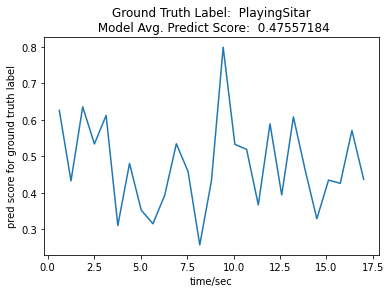 Ground Truth Label:  PlayingSitar
Model Avg. Predict Score:  0.47557184
pred score for ground truth label
0.8
0.7
0.6
0.5
0.4
0.3
0.0 2.5 5.0 7.5 10.0 12.5 15.0 17.5
time/sec